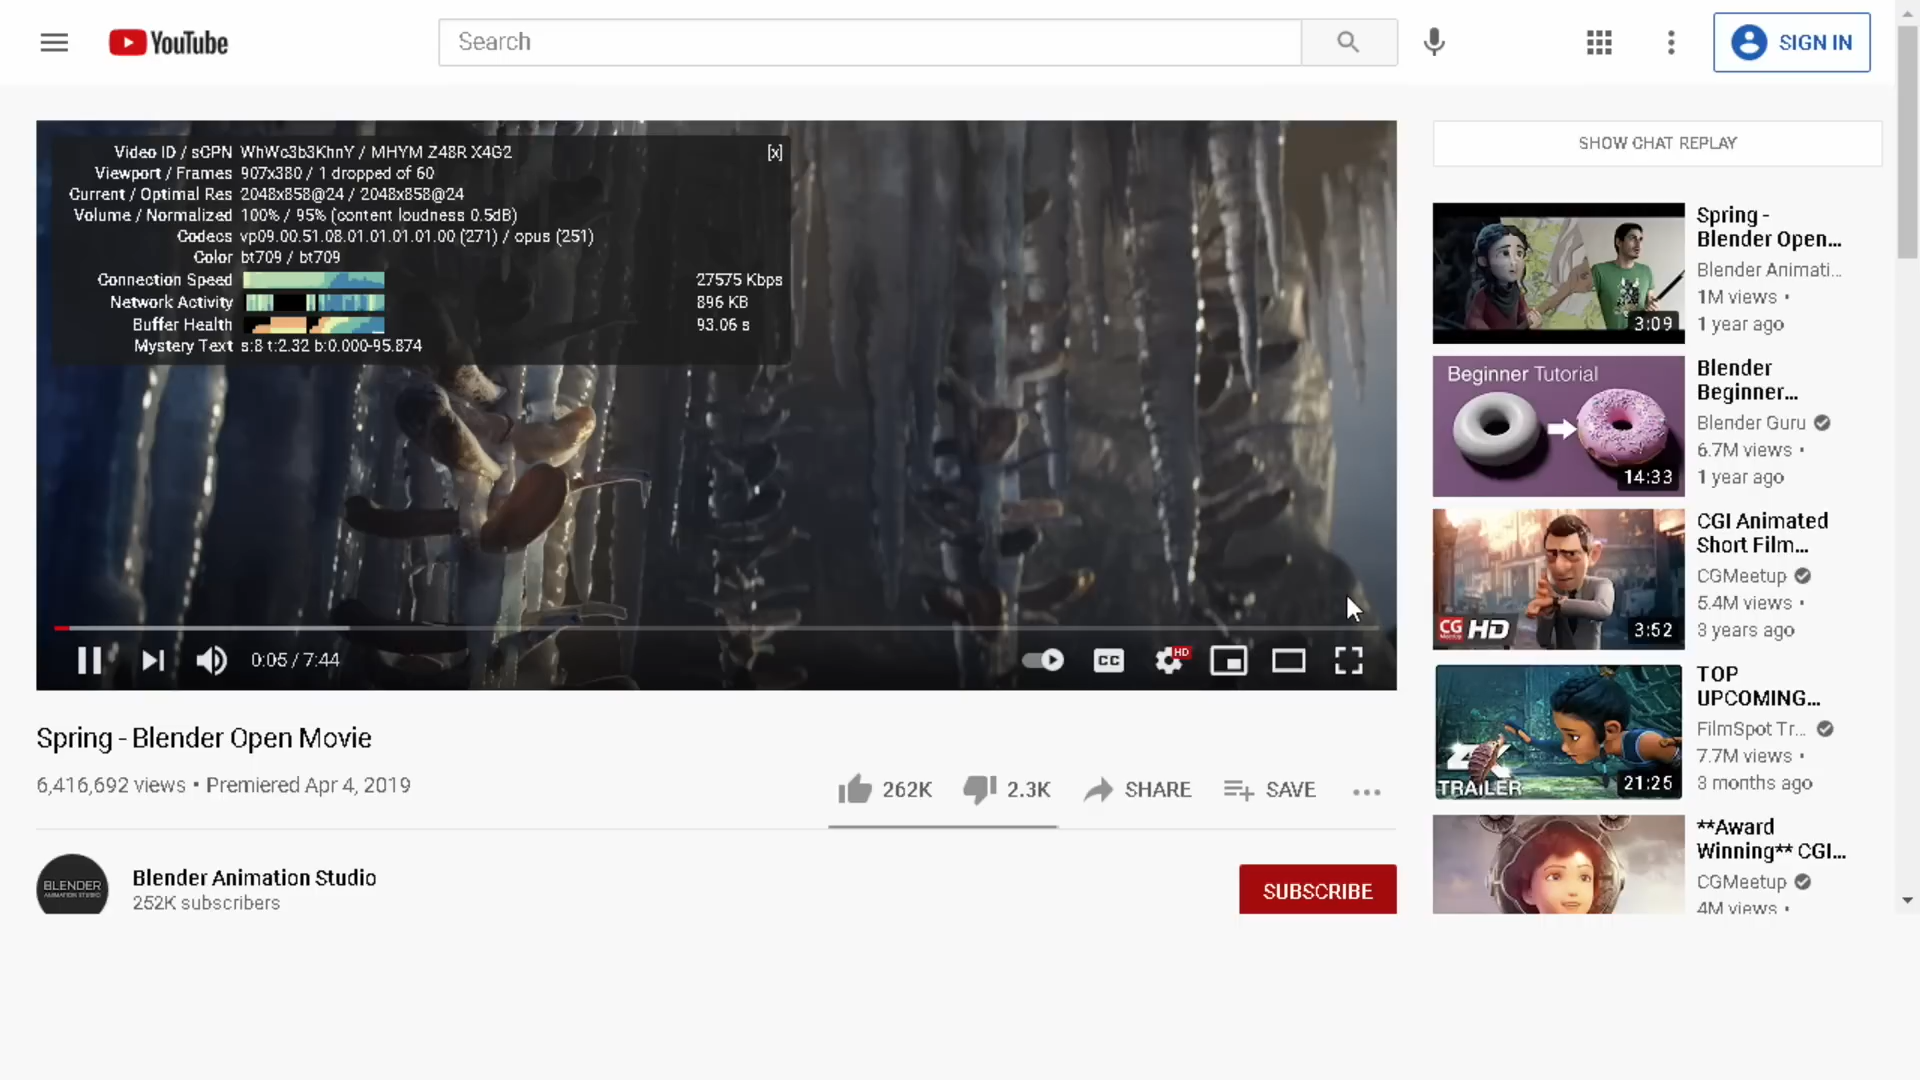 YouTube
Search
SIGN IN
Video ID / sCPN WhWc3b3KhnY / MHYM Z48R X4G2 [x]
Viewport / Frames 907x380 / 1 dropped of 60
Current / Optimal Res 2048x858@24 / 2048x858@24
Volume / Normalized 100% / 95% (content loudness 0.5dB)
Codecs vp09.00.51.08.01.01.01.01.00 (271) / opus (251)
Color bt709 / bt709
Connection Speed 27575 Kbps
Network Activity 896 KB
Buffer Health 93.06 s
Mystery Text s:8 t:2.32 b:0.000-95.874
0:05 / 7:44
CC
HD
Spring - Blender Open Movie
6,416,692 views • Premiered Apr 4, 2019
262K
2.3K
SHARE
SAVE
BLENDER
ANIMATION STUDIO
Blender Animation Studio
252K subscribers
SUBSCRIBE
SHOW CHAT REPLAY
3:09
Spring -
Blender Open...
Blender Animati...
1M views •
1 year ago
Beginner Tutorial
14:33
Blender
Beginner...
Blender Guru
6.7M views •
1 year ago
CG
HD
3:52
CGI Animated
Short Film...
CGMeetup
5.4M views •
3 years ago
TRAILER
21:25
TOP
UPCOMING...
FilmSpot Tr...
7.7M views •
3 months ago
**Award
Winning** CGI...
CGMeetup
4M views •